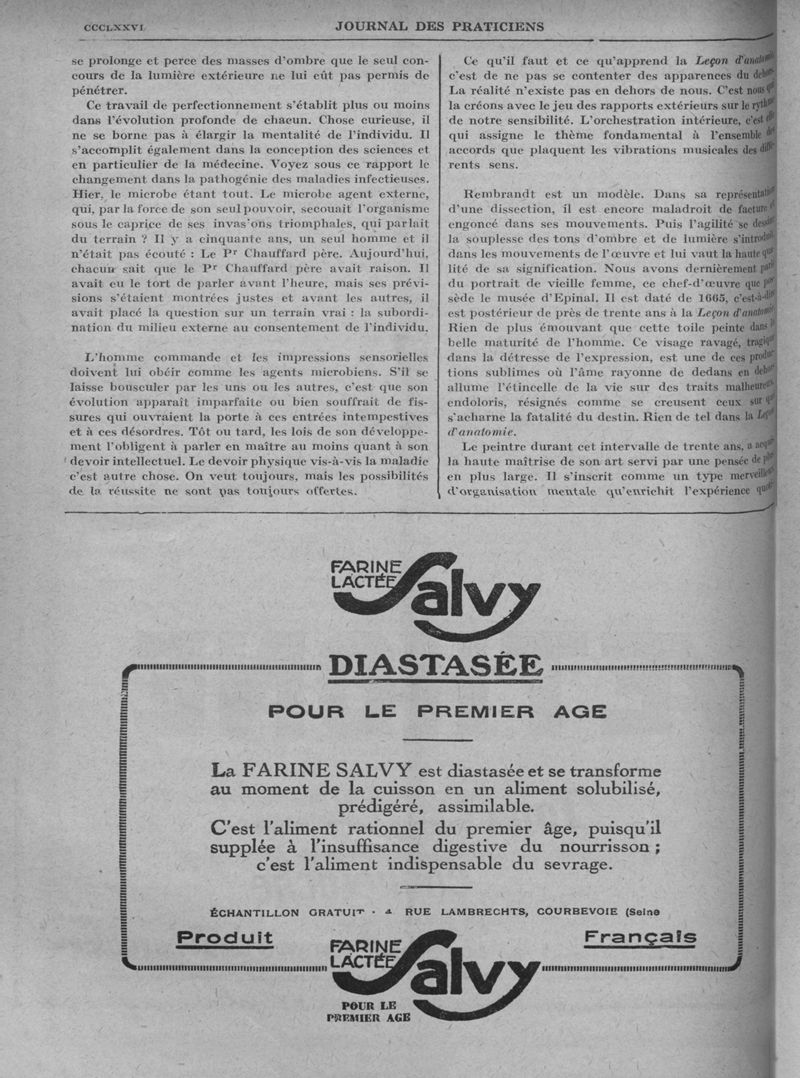 CCCLXXVI
JOURNAL DES PRATICIENS
se prolonge et perce des masses d'ombre que le seul con-
cours de la lumière extérieure ne lui eût pas permis de
pénétrer.
Ce travail de perfectionnement s'établit plus ou moins
dans l'évolution profonde de chacun. Chose curieuse, il
ne se borne pas à élargir la mentalité de l'individu. Il
s'accomplit également dans la conception des sciences et
en particulier de la médecine. Voyez sous ce rapport le
changement dans la pathogénie des maladies infectieuses.
Hier, le microbe étant tout. Le microbe agent externe,
qui, par la force de son seul pouvoir, secouait l'organisme
sous le caprice de ses invasions triomphales, qui parlait
du terrain ? Il y a cinquante ans, un seul homme et il
n'était pas écouté : Le Pr Chauffard père. Aujourd'hui,
chacun sait que le Pr Chauffard père avait raison. Il
avait eu le tort de parler avant l'heure, mais ses prévi-
sions s'étaient montrées justes et avant les autres, il
avait placé la question sur un terrain vrai : la subordi-
nation du milieu externe au consentement de l'individu.
L'homme commande et les impressions sensorielles
doivent lui obéir comme les agents microbiens. S'il se
laisse bousculer par les uns ou les autres, c'est que son
évolution apparaît imparfaite ou bien souffrait de fis-
sures qui ouvraient la porte à ces entrées intempestives
et à ces désordres. Tôt ou tard, les lois de son développe-
ment l'obligent à parler en maître au moins quant à son
devoir intellectuel. Le devoir physique vis-à-vis la maladie
c'est autre chose. On veut toujours, mais les possibilités
de la réussite ne sont pas toujours offertes.
Ce qu'il faut et ce qu'apprend la Leçon d'anatomie
c'est de ne pas se contenter des apparences du dehors.
La réalité n'existe pas en dehors de nous. C'est nous qui
la créons avec le jeu des rapports extérieurs sur le rythme
de notre sensibilité. L'orchestration intérieure, c'est elle
qui assigne le thème fondamental à l'ensemble des
accords que plaquent les vibrations musicales des diffé-
rents sens.
Rembrandt est un modèle. Dans sa représentation
d'une dissection, il est encore maladroit de facture et
engoncé dans ses mouvements. Puis l'agilité se dessine
la souplesse des tons d'ombre et de lumière s'introduit
dans les mouvements de l'œuvre et lui vaut la haute qua-
lité de sa signification. Nous avons dernièrement parlé
du portrait de vieille femme, ce chef-d'œuvre que pos-
sède le musée d'Epinal. Il est daté de 1665, c'est-à-dire
est postérieur de près de trente ans à la Leçon d'anatomie
Rien de plus émouvant que cette toile peinte dans la
belle maturité de l'homme. Ce visage ravagé, tragique
dans la détresse de l'expression, est une de ces produc-
tions sublimes où l'âme rayonne de dedans en dehors
allume l'étincelle de la vie sur des traits malheureux
endoloris, résignés comme se creusent ceux sur qui
s'acharne la fatalité du destin. Rien de tel dans la Leçon
d'anatomie.
Le peintre durant cet intervalle de trente ans, a acquis
la haute maîtrise de son art servi par une pensée de plus
en plus large. Il s'inscrit comme un type merveilleux
d'organisation mentale qu'enrichit l'expérience
FARINE
LACTÉE
Salvy
DIASTASÉE
POUR LE PREMIER AGE
La FARINE SALVY est diastasée et se transforme
au moment de la cuisson en un aliment solubilisé,
prédigéré, assimilable.
C'est l'aliment rationnel du premier âge, puisqu'il
supplée à l'insuffisance digestive du nourrisson ;
c'est l'aliment indispensable du sevrage.
ÉCHANTILLON GRATUIT · 4 RUE LAMBRECHTS, COURBEVOIE (Seine
Produit
Français
FARINE
LACTÉE
Salvy
POUR LE
PREMIER AGE